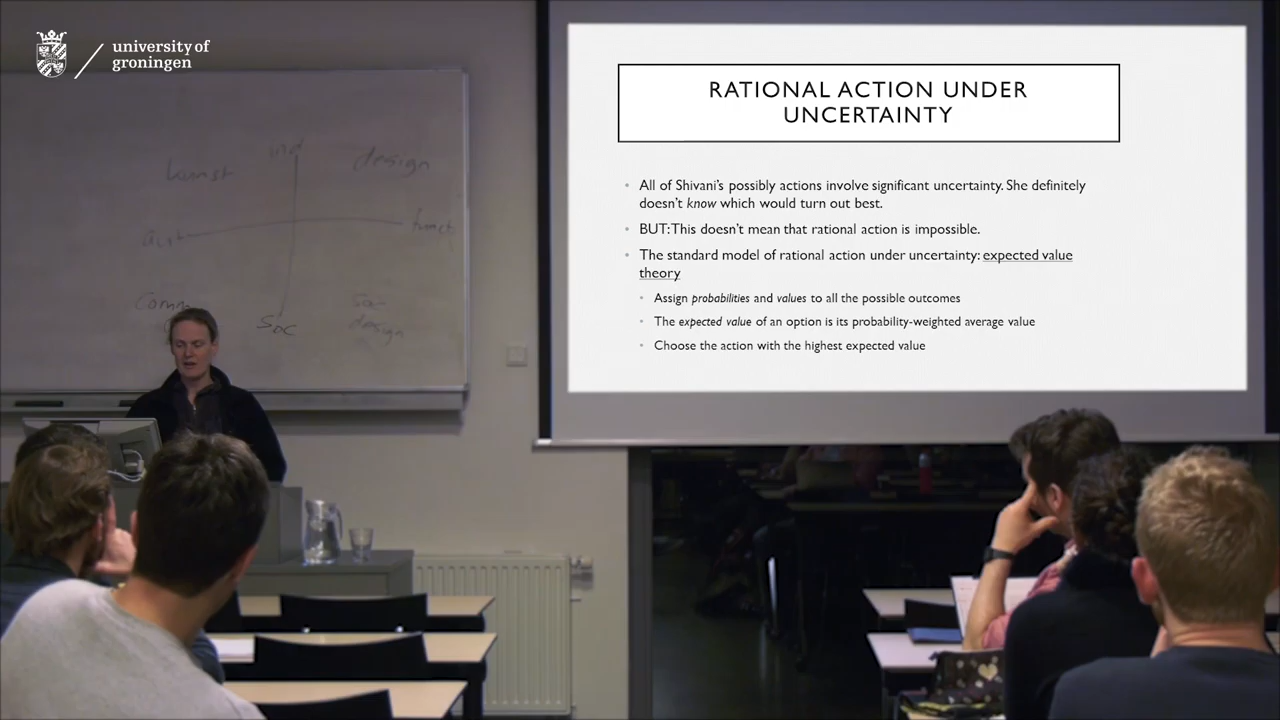 university of
groningen
RATIONAL ACTION UNDER
UNCERTAINTY
• All of Shivani's possibly actions involve significant uncertainty. She definitely
doesn't know which would turn out best.
• BUT: This doesn't mean that rational action is impossible.
• The standard model of rational action under uncertainty: expected value
theory
• Assign probabilities and values to all the possible outcomes
• The expected value of an option is its probability-weighted average value
• Choose the action with the highest expected value
ind
kunst
design
funct
Soc
design